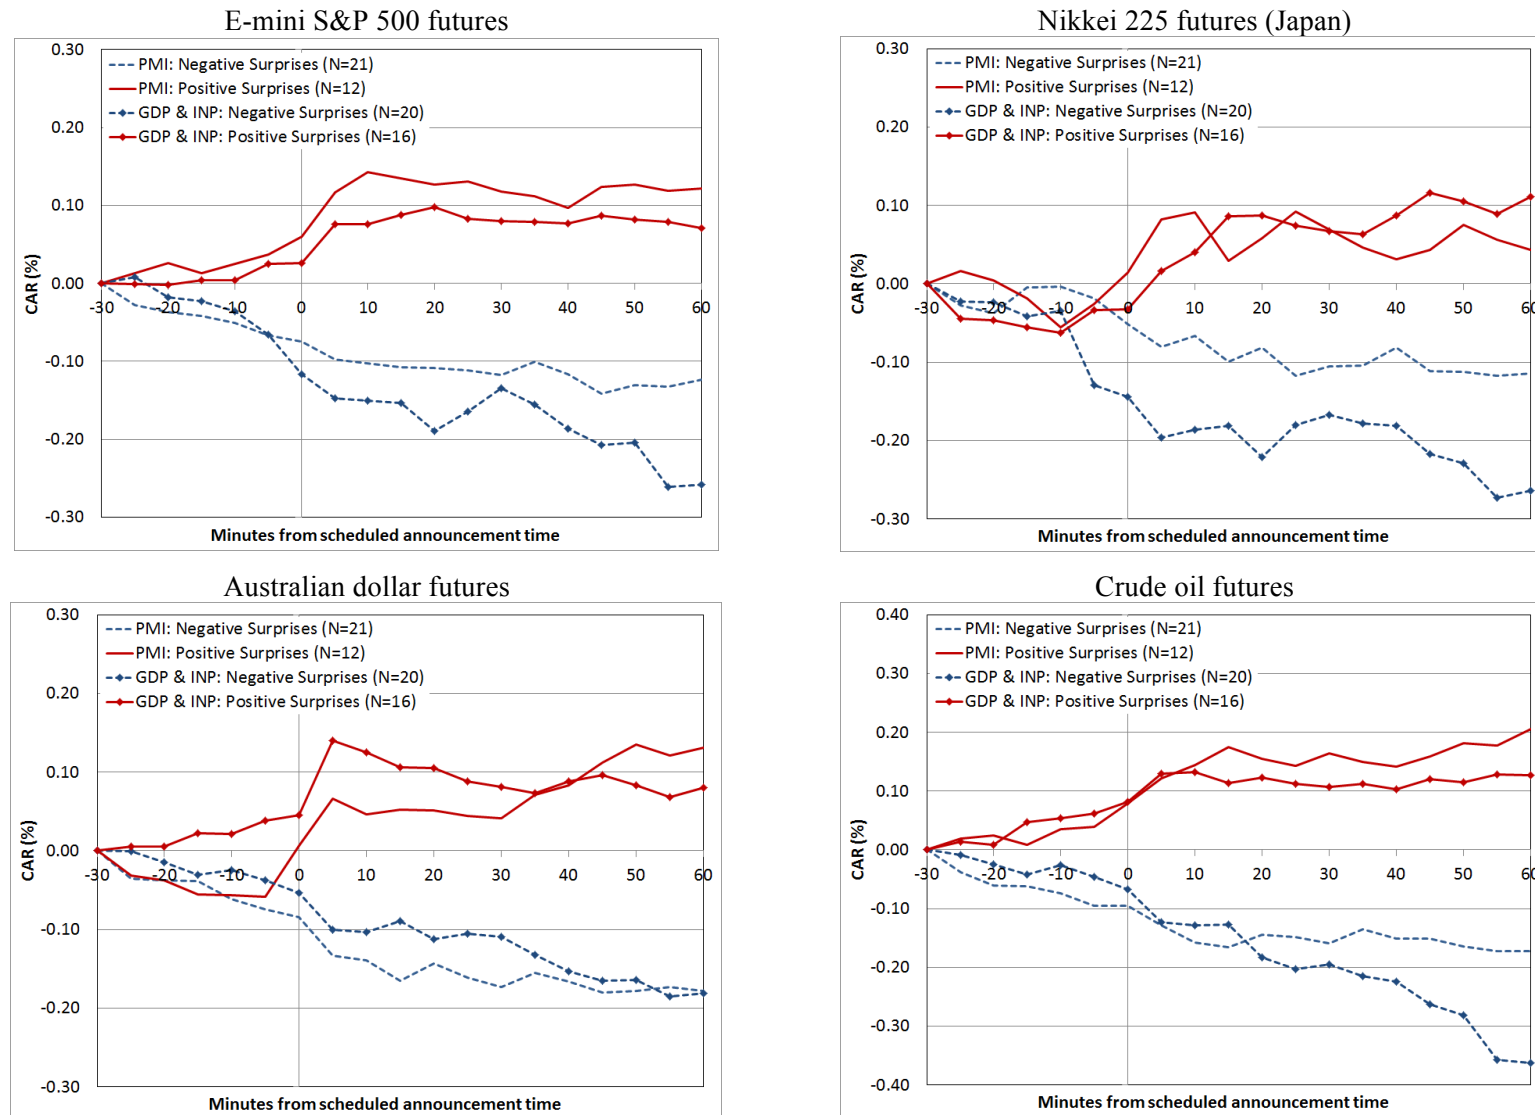 E-mini S&P 500 futures
0.30
PMI: Negative Surprises (N=21)
PMI: Positive Surprises (N=12)
GDP & INP: Negative Surprises (N=20)
GDP & INP: Positive Surprises (N=16)
0.20
0.10
0.00
-0.10
-0.20
-0.30
CAR (%)
-30 -20 -10 0 10 20 30 40 50 60
Minutes from scheduled announcement time
Nikkei 225 futures (Japan)
0.30
PMI: Negative Surprises (N=21)
PMI: Positive Surprises (N=12)
GDP & INP: Negative Surprises (N=20)
GDP & INP: Positive Surprises (N=16)
0.20
0.10
0.00
-0.10
-0.20
-0.30
CAR (%)
-30 -20 -10 0 10 20 30 40 50 60
Minutes from scheduled announcement time
Australian dollar futures
0.30
PMI: Negative Surprises (N=21)
PMI: Positive Surprises (N=12)
GDP & INP: Negative Surprises (N=20)
GDP & INP: Positive Surprises (N=16)
0.20
0.10
0.00
-0.10
-0.20
-0.30
CAR (%)
-30 -20 -10 0 10 20 30 40 50 60
Minutes from scheduled announcement time
Crude oil futures
0.40
PMI: Negative Surprises (N=21)
PMI: Positive Surprises (N=12)
GDP & INP: Negative Surprises (N=20)
GDP & INP: Positive Surprises (N=16)
0.30
0.20
0.10
0.00
-0.10
-0.20
-0.30
-0.40
CAR (%)
-30 -20 -10 0 10 20 30 40 50 60
Minutes from scheduled announcement time